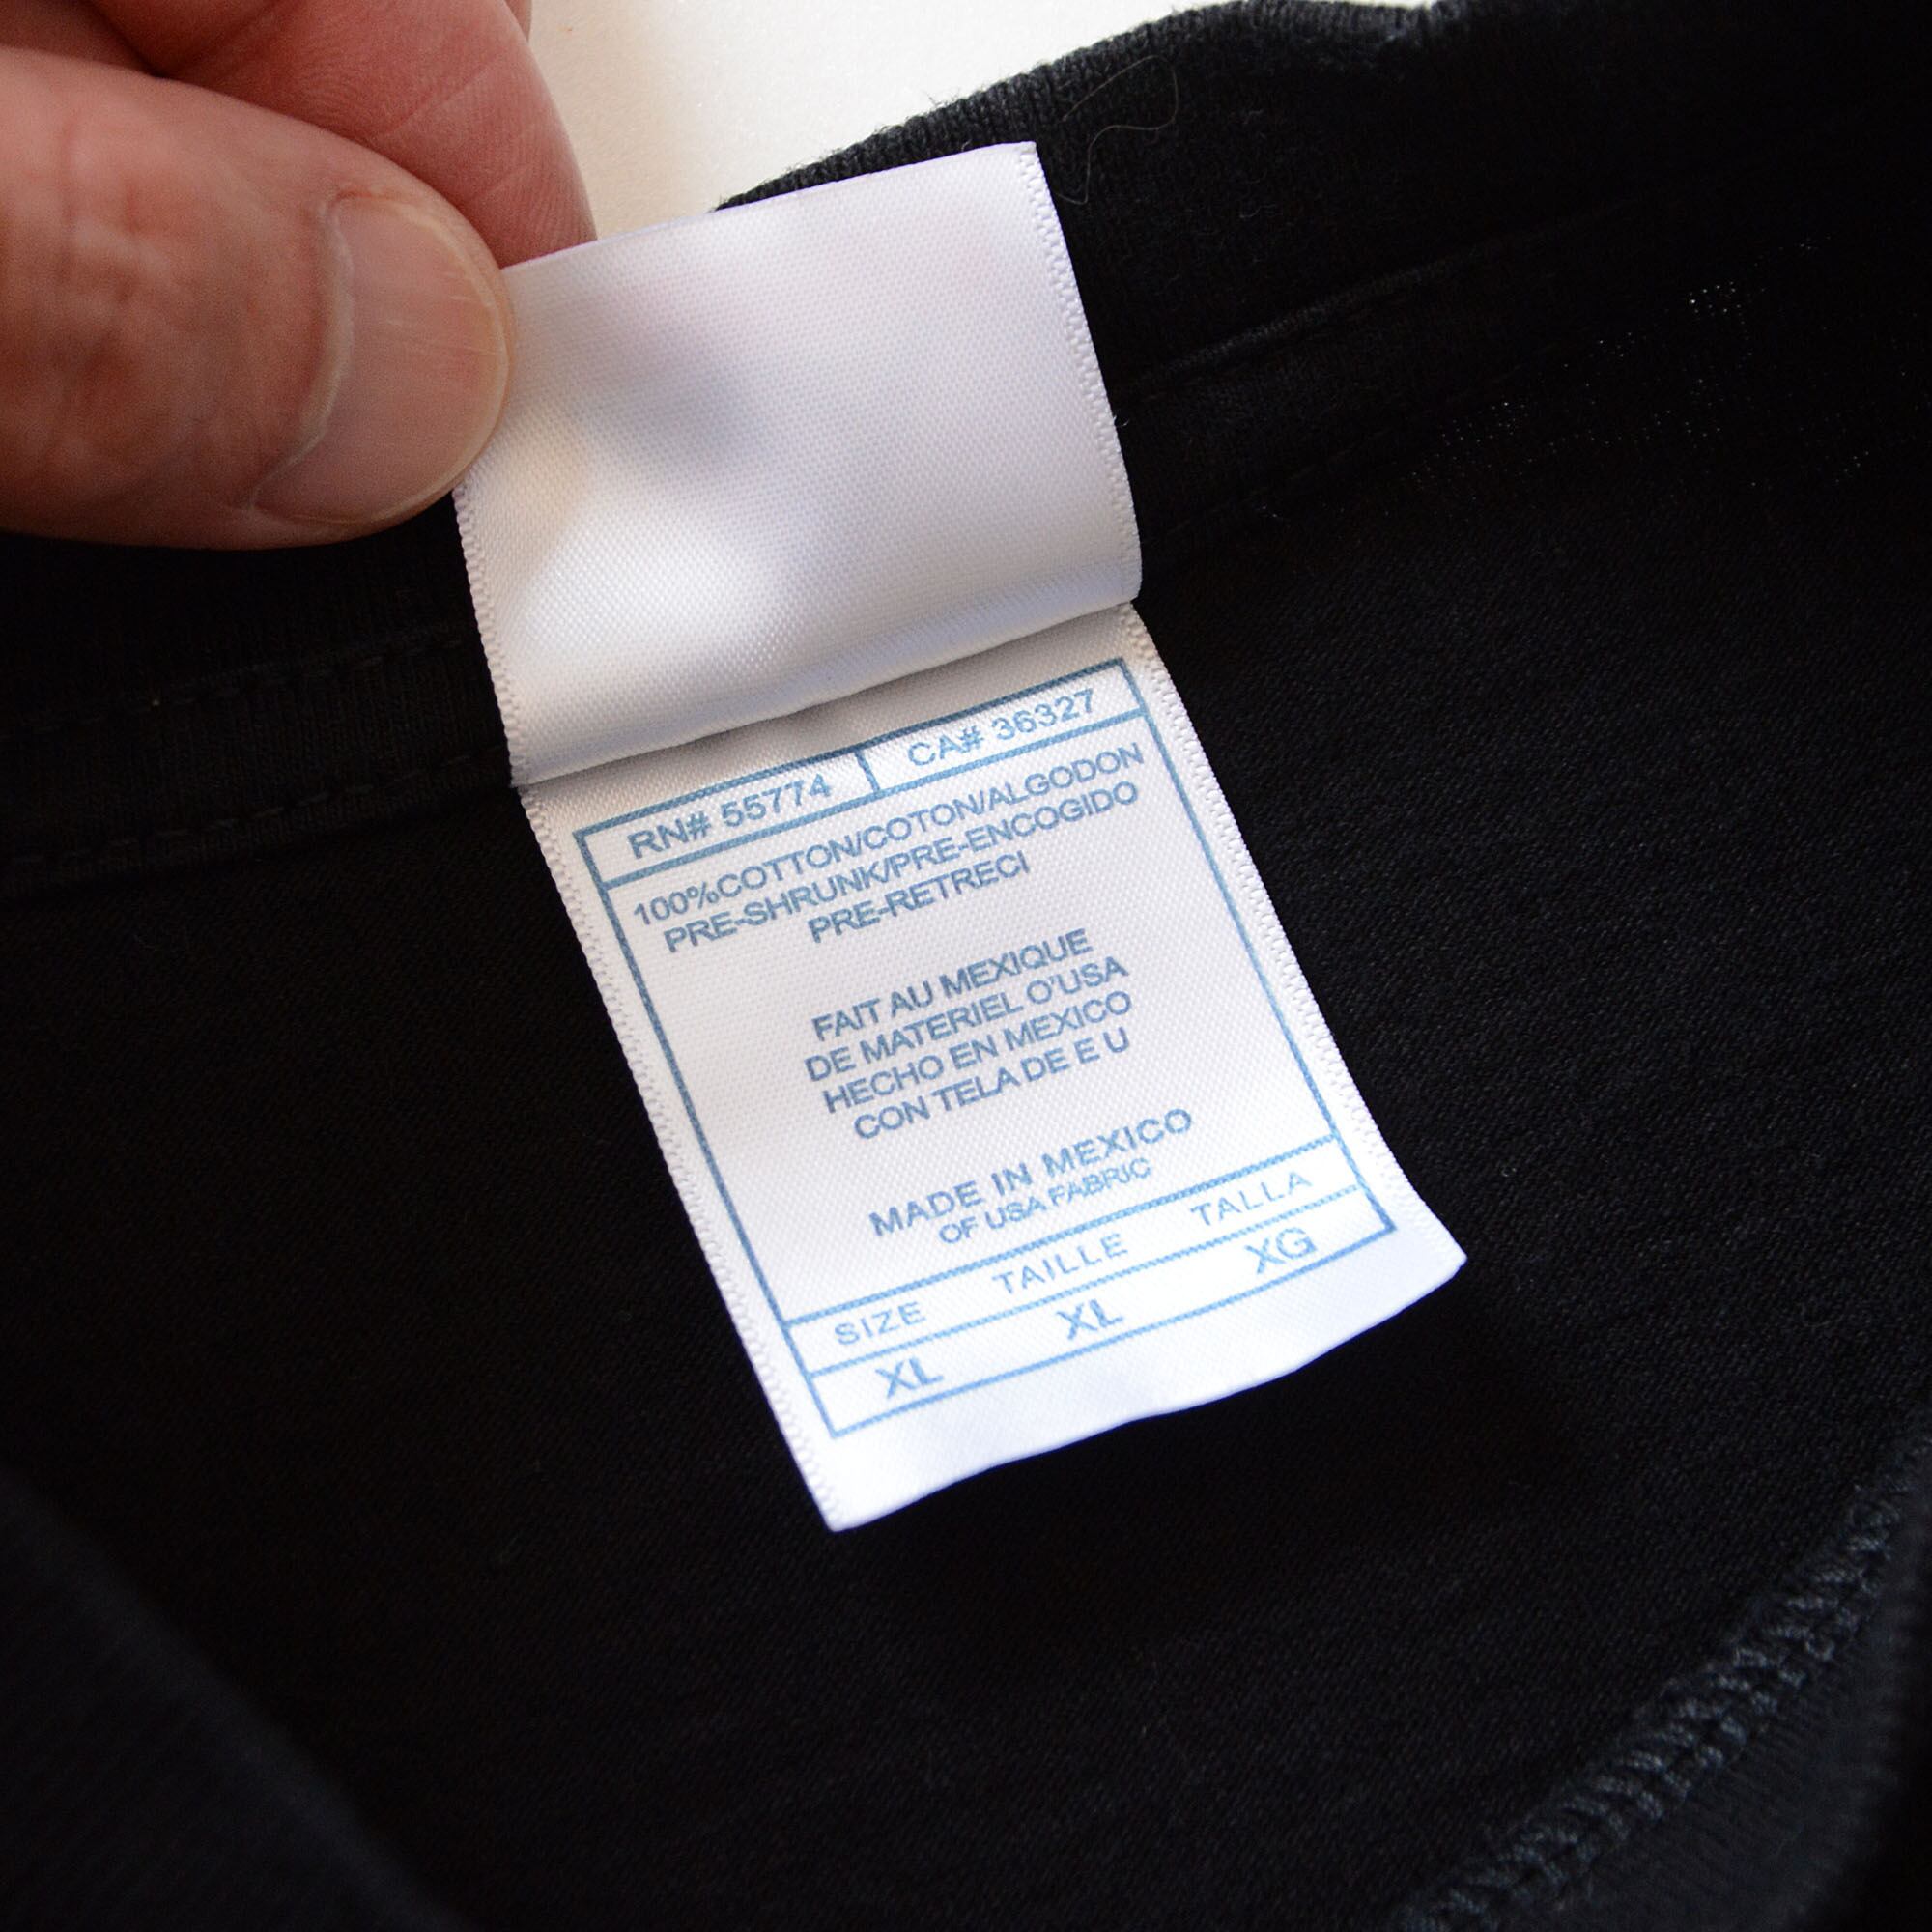 RN# 55774 CA# 36327
100%COTTON/COTON/ALGODON
PRE-SHRUNK/PRE-ENCOGIDO
PRE-RETRECI
FAIT AU MEXIQUE
DE MATERIEL O'USA
HECHO EN MEXICO
CON TELA DE E U
MADE IN MEXICO
OF USA FABRIC
SIZE TAILLE TALLA
XL XL XG